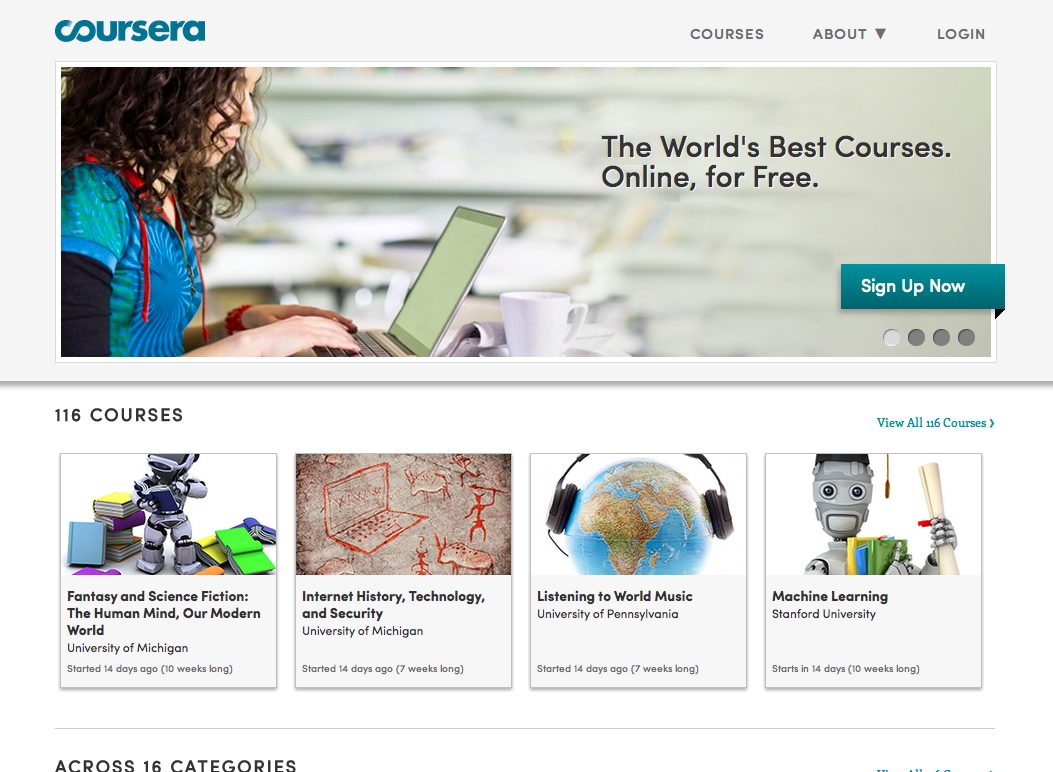 coursera
COURSES ABOUT ▼ LOGIN
The World's Best Courses.
Online, for Free.
Sign Up Now
116 COURSES
View All 116 Courses ›
Fantasy and Science Fiction:
The Human Mind, Our Modern
World
University of Michigan
Started 14 days ago (10 weeks long)
Internet History, Technology,
and Security
University of Michigan
Started 14 days ago (7 weeks long)
Listening to World Music
University of Pennsylvania
Started 14 days ago (7 weeks long)
Machine Learning
Stanford University
Starts in 14 days (10 weeks long)
ACROSS 16 CATEGORIES